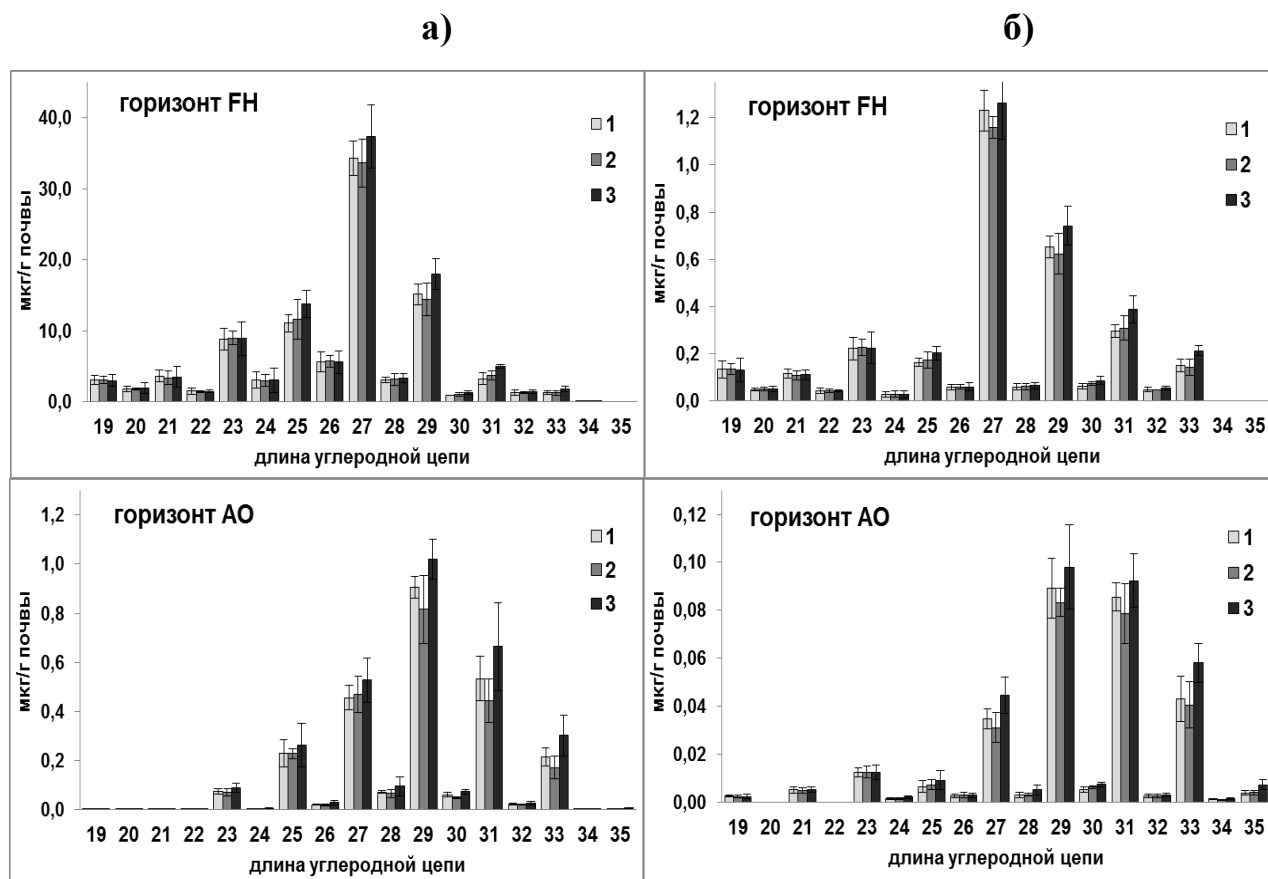 а)
б)
горизонт FH
мкг/г почвы
40,0
30,0
20,0
10,0
0,0
1
2
3
19 20 21 22 23 24 25 26 27 28 29 30 31 32 33 34 35
длина углеродной цепи
горизонт FH
мкг/г почвы
1,2
1,0
0,8
0,6
0,4
0,2
0,0
1
2
3
19 20 21 22 23 24 25 26 27 28 29 30 31 32 33 34 35
длина углеродной цепи
горизонт АО
мкг/г почвы
1,2
1,0
0,8
0,6
0,4
0,2
0,0
1
2
3
19 20 21 22 23 24 25 26 27 28 29 30 31 32 33 34 35
длина углеродной цепи
горизонт АО
мкг/г почвы
0,12
0,10
0,08
0,06
0,04
0,02
0,00
1
2
3
19 20 21 22 23 24 25 26 27 28 29 30 31 32 33 34 35
длина углеродной цепи